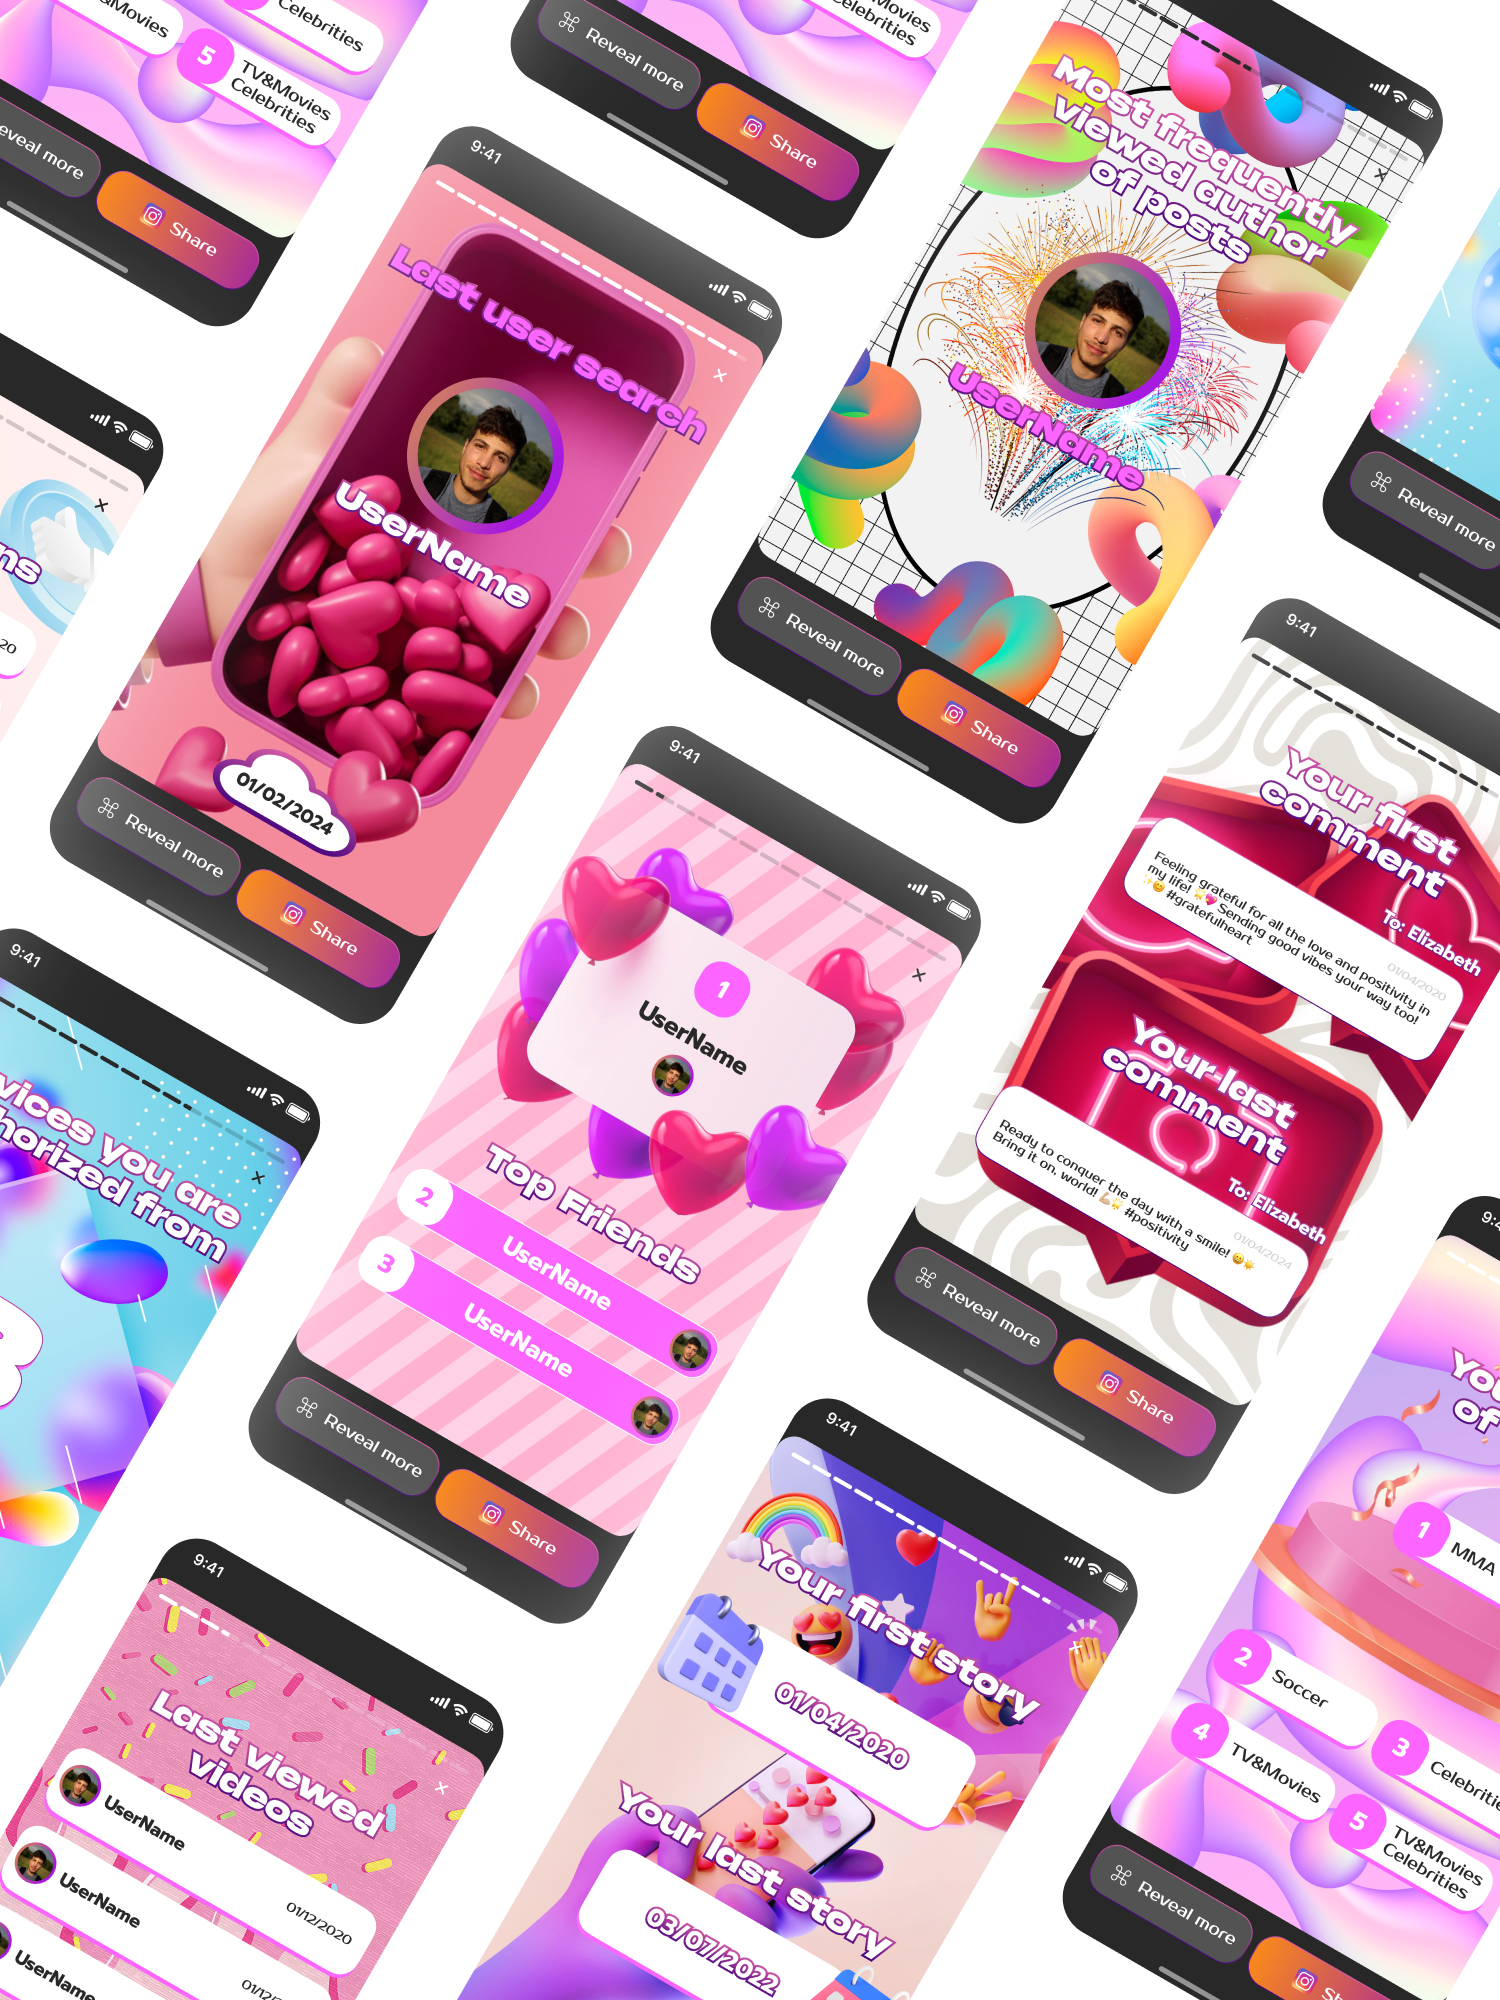 Celebrities
&Movies
5
TV&Movies
Celebrities
Reveal more
Share
Movies
Celebrities
Reveal more
Share
Most frequently
viewed author
of posts
UserName
Reveal more
Share
9:41
Last user search
UserName
01/02/2024
Reveal more
Share
Reveal more
ns
20
9:41
Your first
comment
To: Elizabeth
01/04/2020
Feeling grateful for all the love and positivity in
my life! 🌟💖 Sending good vibes your way too!
✨😊 #gratefulheart
Your last
comment
To: Elizabeth
01/04/2024
Ready to conquer the day with a smile! 😀🌟
Bring it on, world! 💪🏼🌟 #positivity
Reveal more
Share
9:41
1
UserName
Top Friends
2
UserName
3
UserName
Reveal more
Share
9:41
vices you are
horized from
9:41
Last viewed
videos
UserName
01/12/2020
UserName
01/12
UserName
9:41
Your first story
01/04/2020
Your last story
03/07/2022
9:4
You
of
1
MMA
2
Soccer
3
Celebritie
4
TV&Movies
5
TV&Movies
Celebrities
Reveal more
Sh